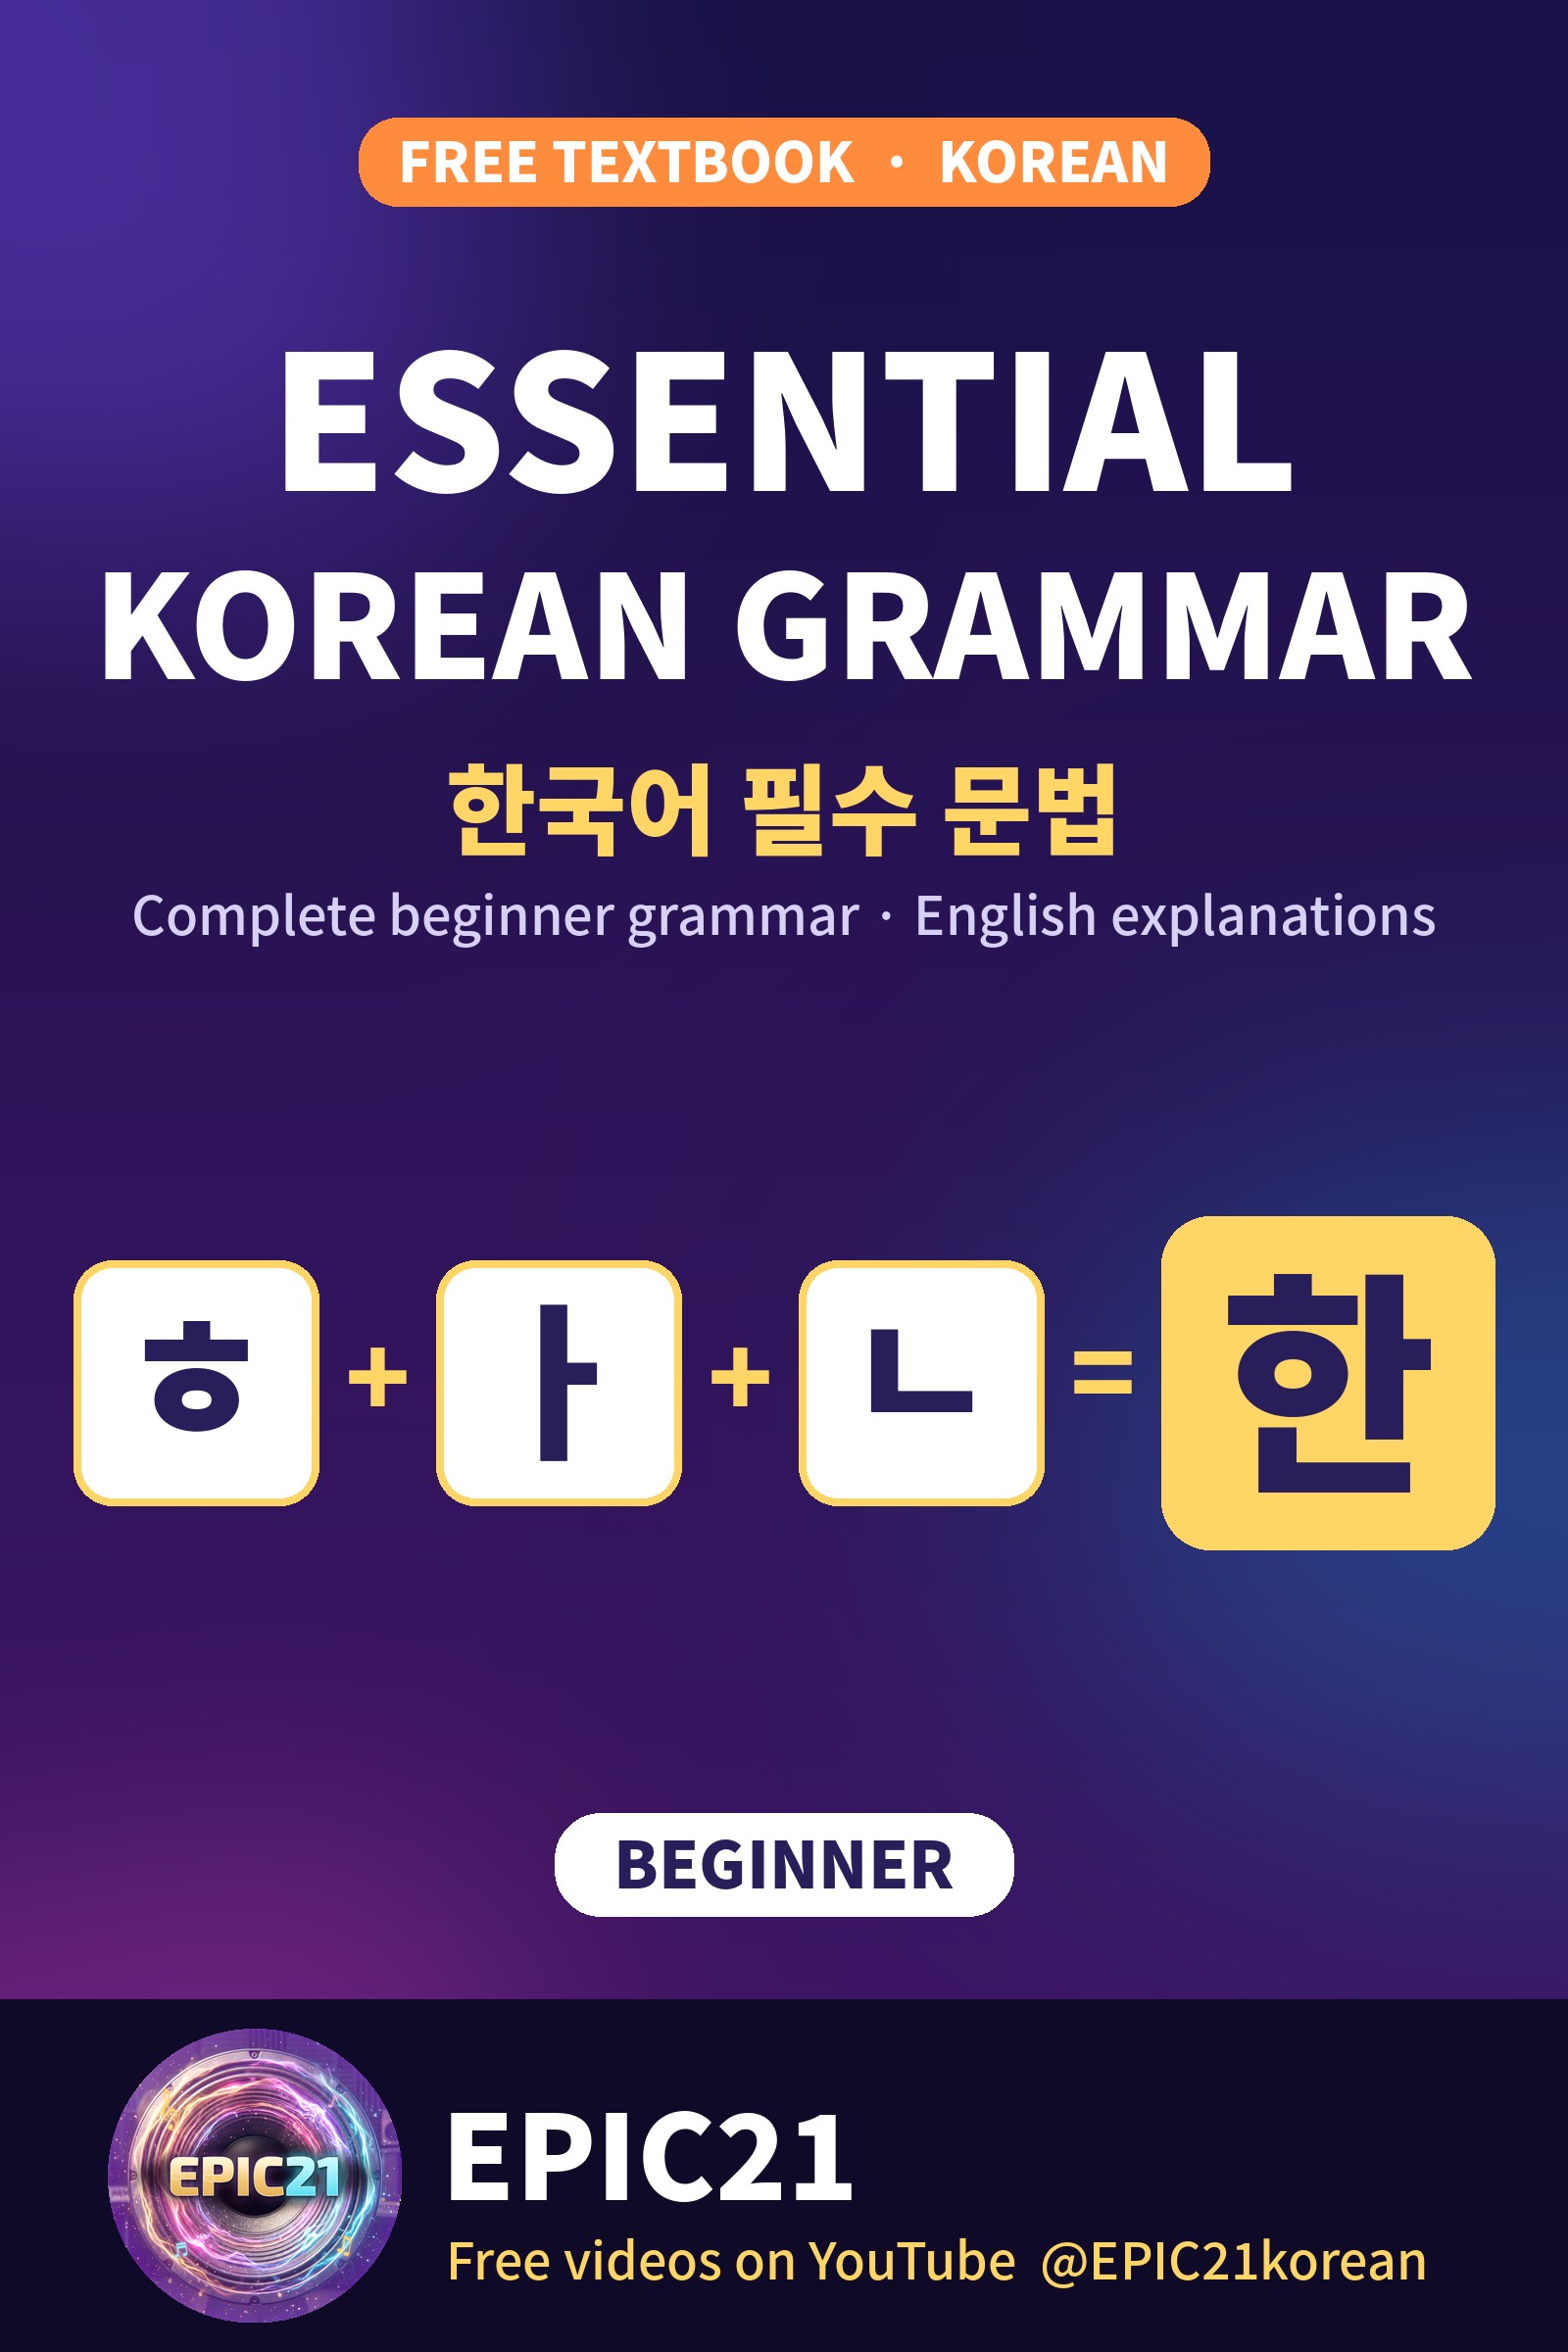 FREE TEXTBOOK · KOREAN
ESSENTIAL
KOREAN GRAMMAR
한국어 필수 문법
Complete beginner grammar · English explanations
ㅎ + ㅏ + ㄴ = 한
BEGINNER
EPIC21
EPIC21
Free videos on YouTube @EPIC21korean